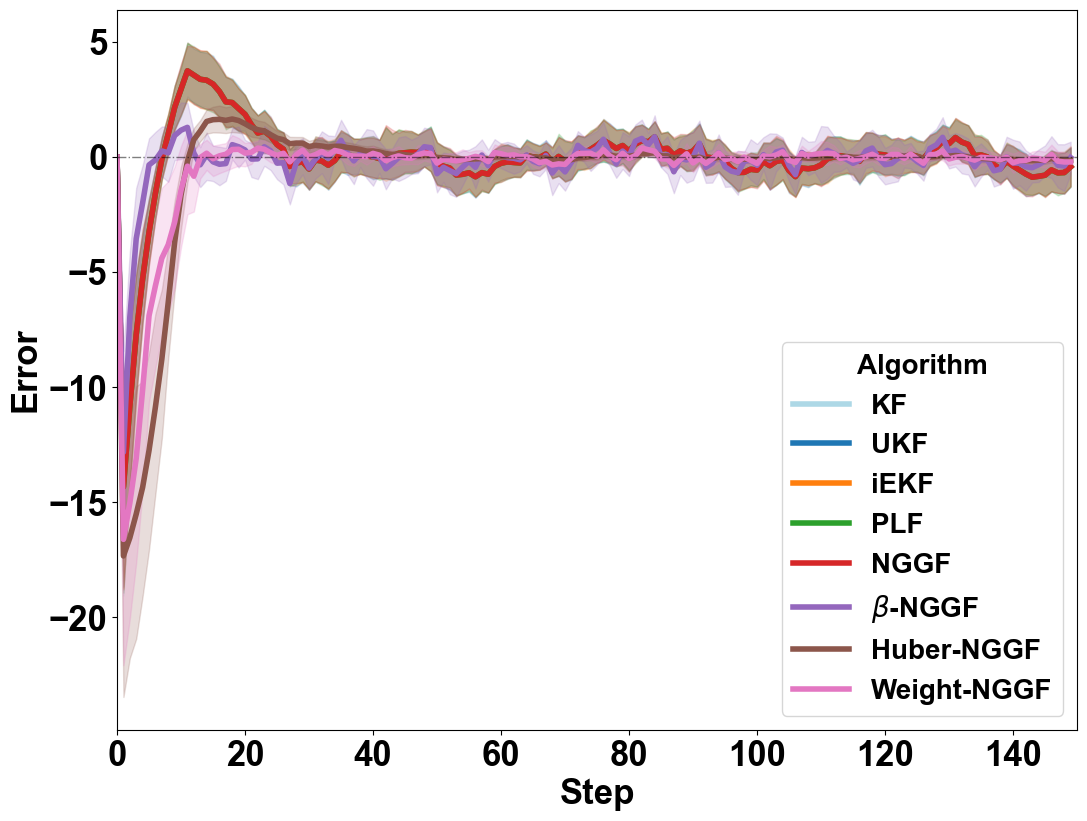 Error
5
0
−5
−10
−15
−20
0 20 40 60 80 100 120 140
Step
Algorithm
KF
UKF
iEKF
PLF
NGGF
β-NGGF
Huber-NGGF
Weight-NGGF